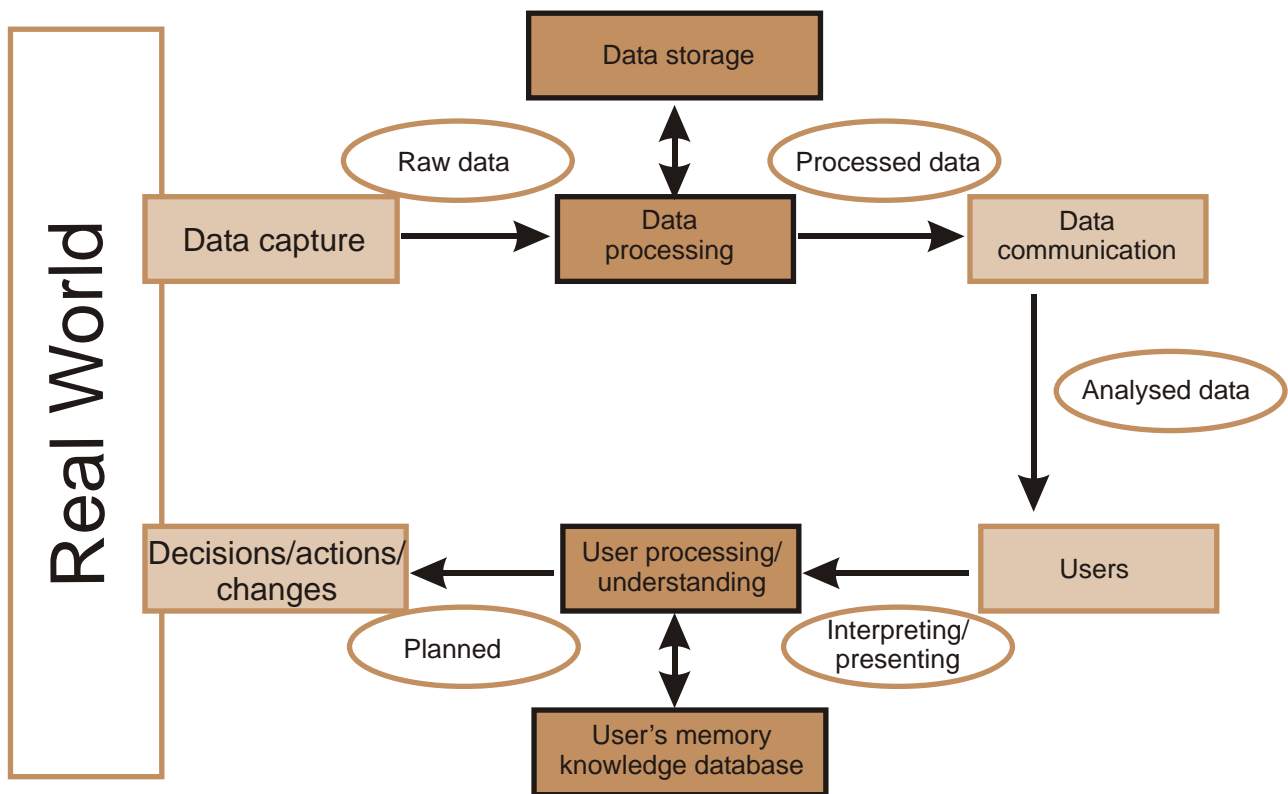 Real World
Data storage
Raw data
Processed data
Data capture
Data
processing
Data
communication
Analysed data
Users
User processing/
understanding
Decisions/actions/
changes
Interpreting/
presenting
Planned
User’s memory
knowledge database